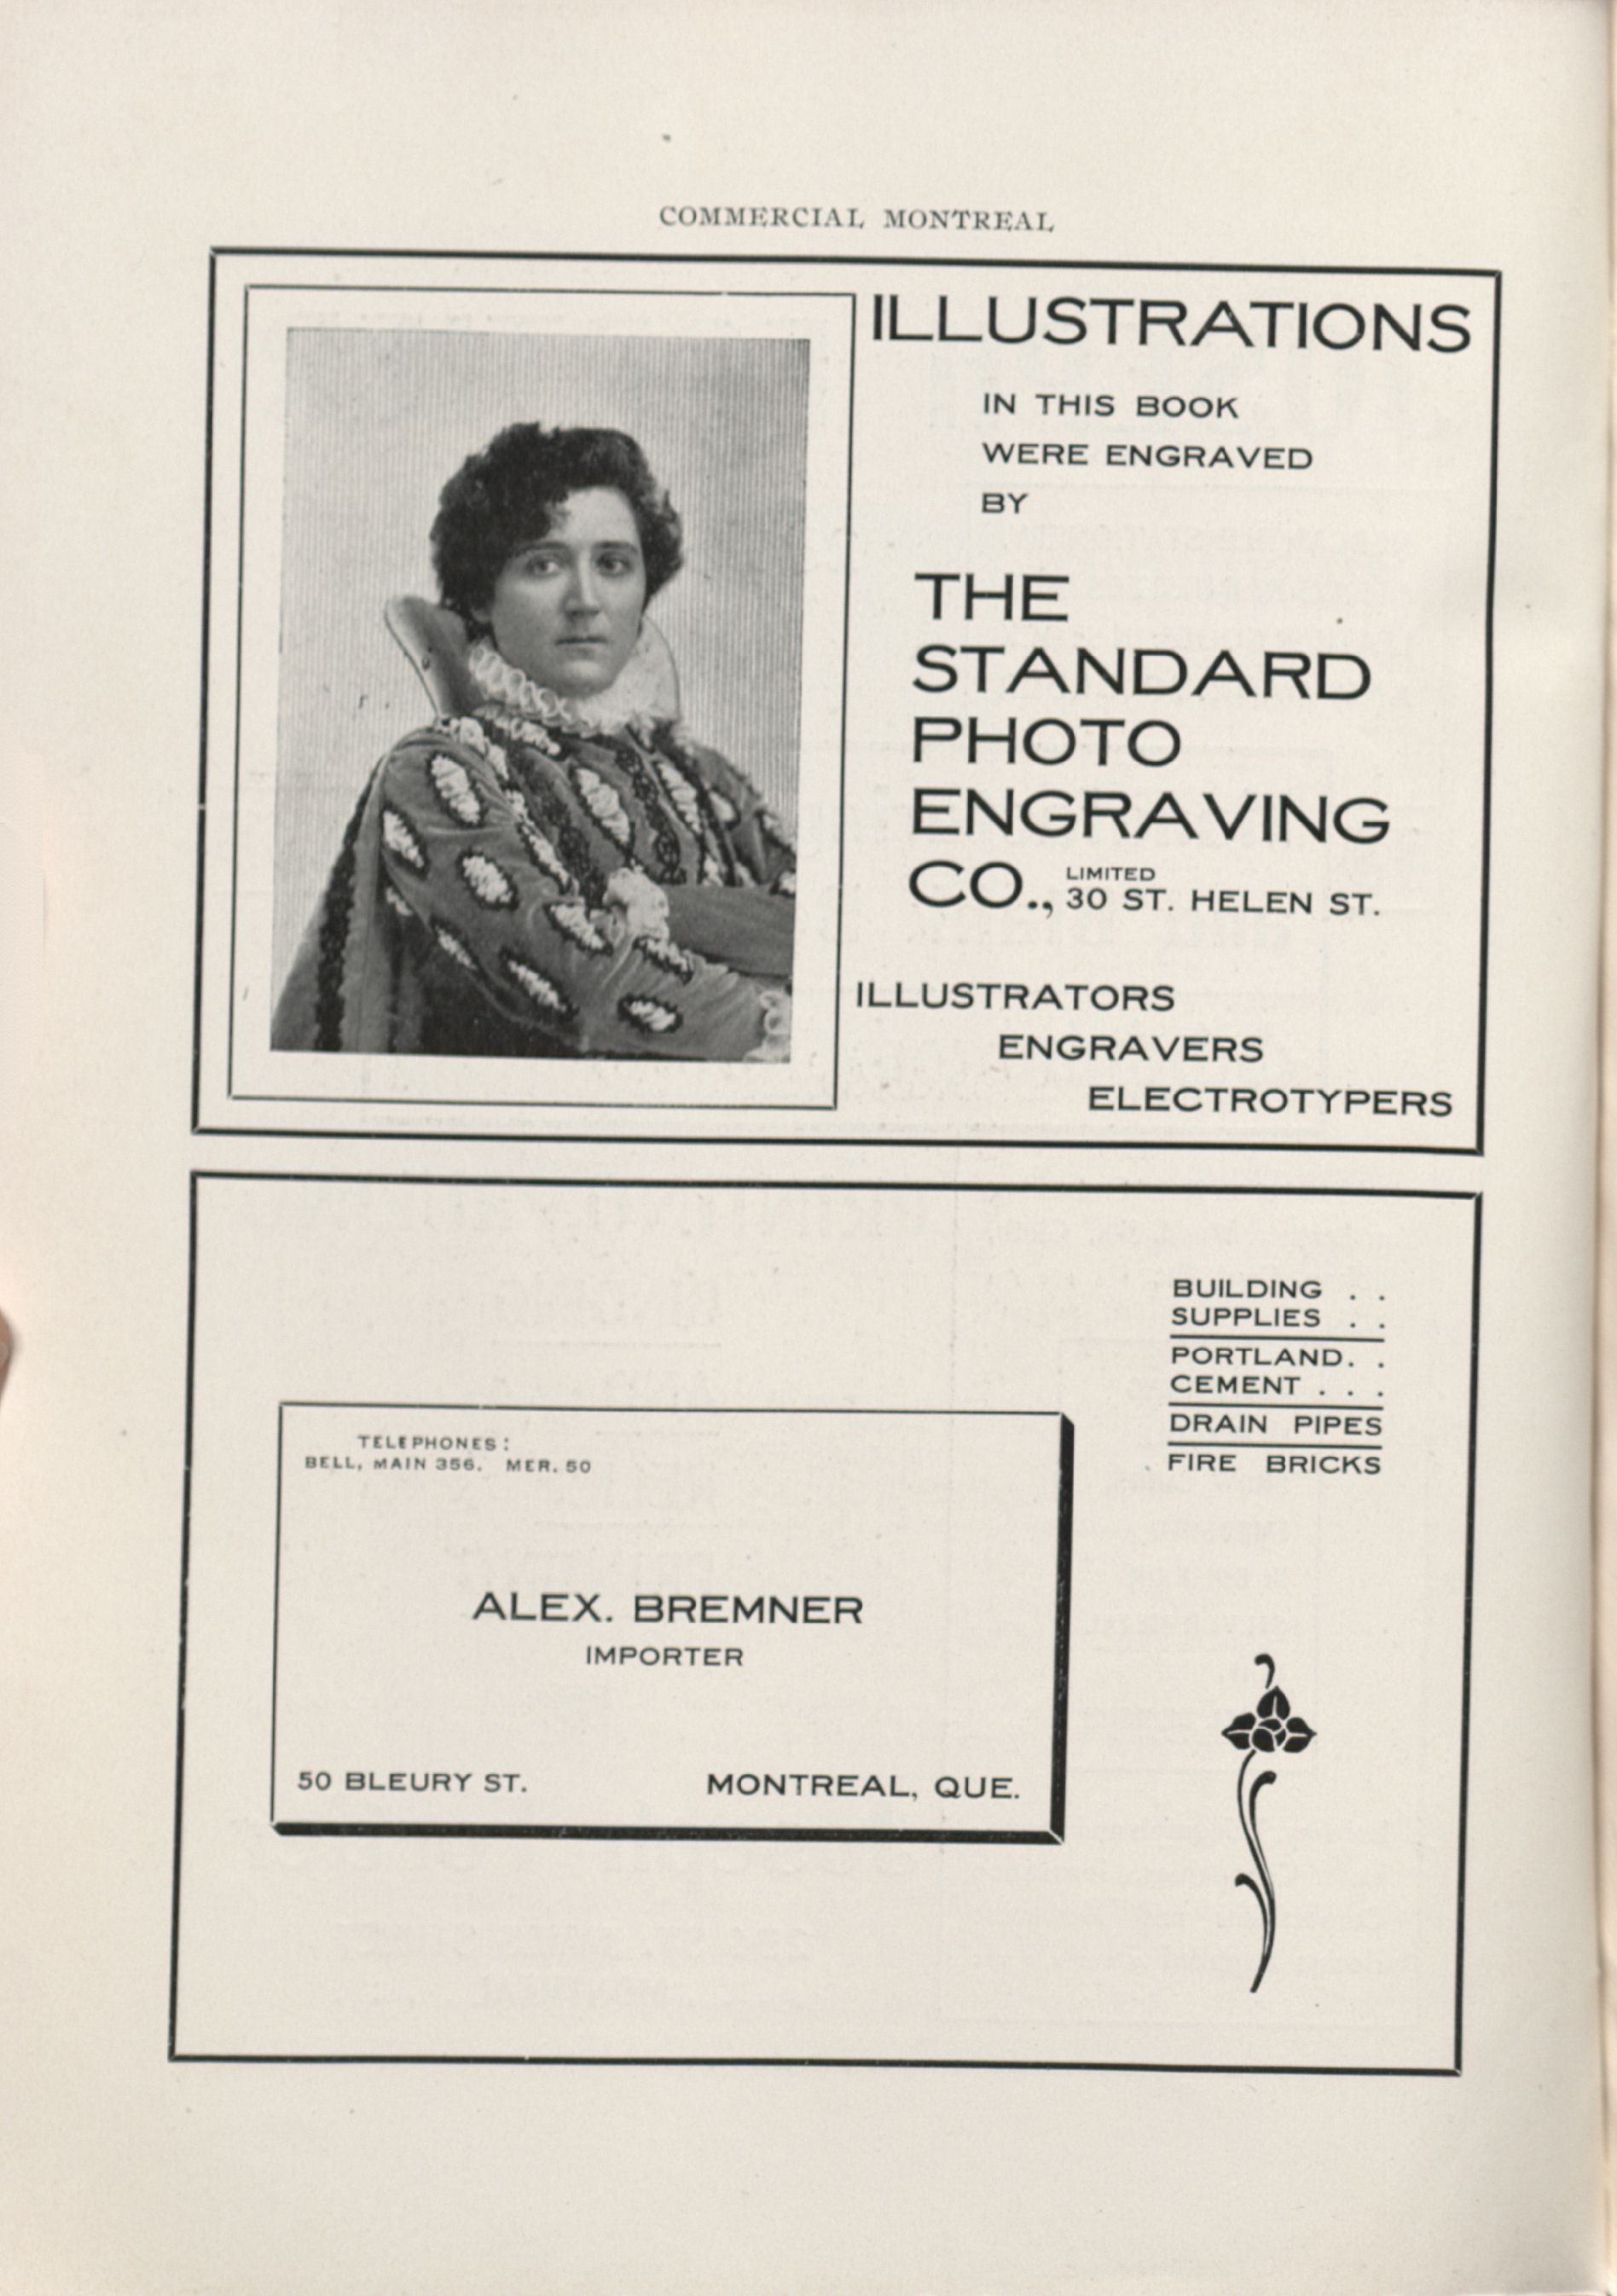 COMMERCIAL MONTREAL
ILLUSTRATIONS
IN THIS BOOK
WERE ENGRAVED
BY
THE
STANDARD
PHOTO
ENGRAVING
CO., LIMITED
30 ST. HELEN ST.
ILLUSTRATORS
ENGRAVERS
ELECTROTYPERS
BUILDING . .
SUPPLIES . .
PORTLAND. .
CEMENT . . .
DRAIN PIPES
FIRE BRICKS
TELEPHONES:
BELL, MAIN 356. MER. 50
ALEX. BREMNER
IMPORTER
50 BLEURY ST. MONTREAL, QUE.